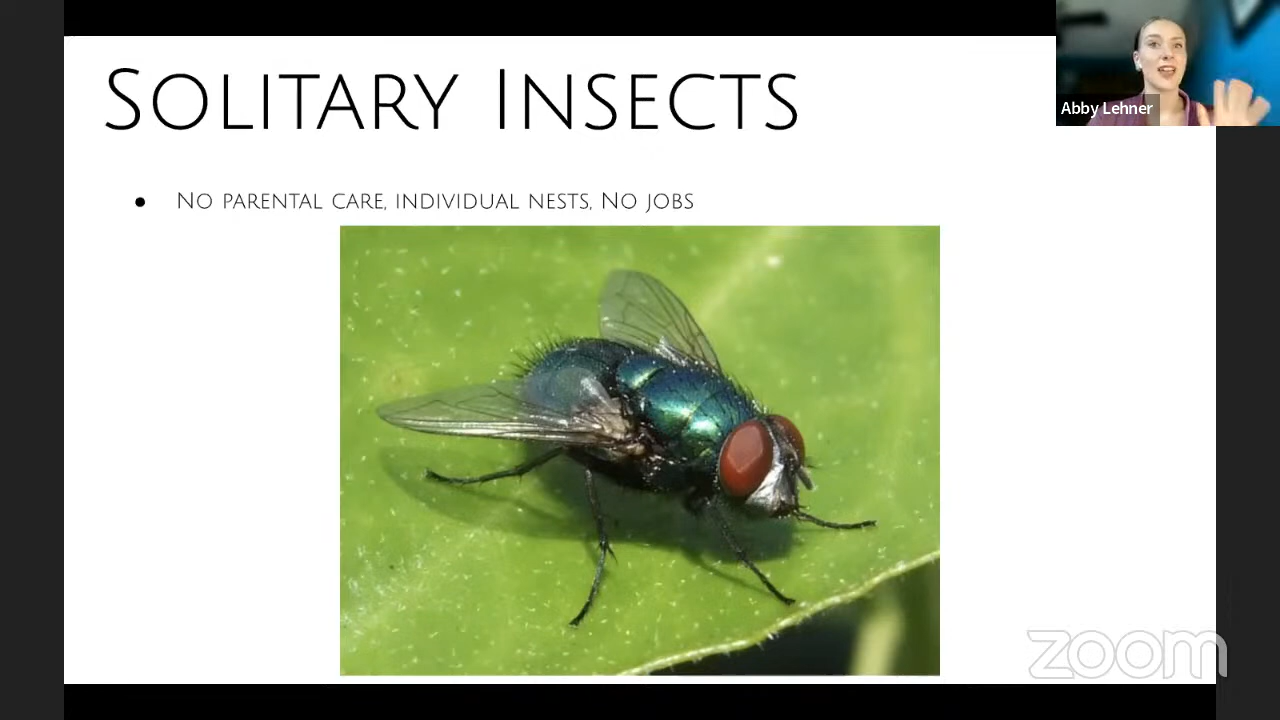 Solitary Insects
Abby Lehner
● No parental care, individual nests, No jobs
zoom